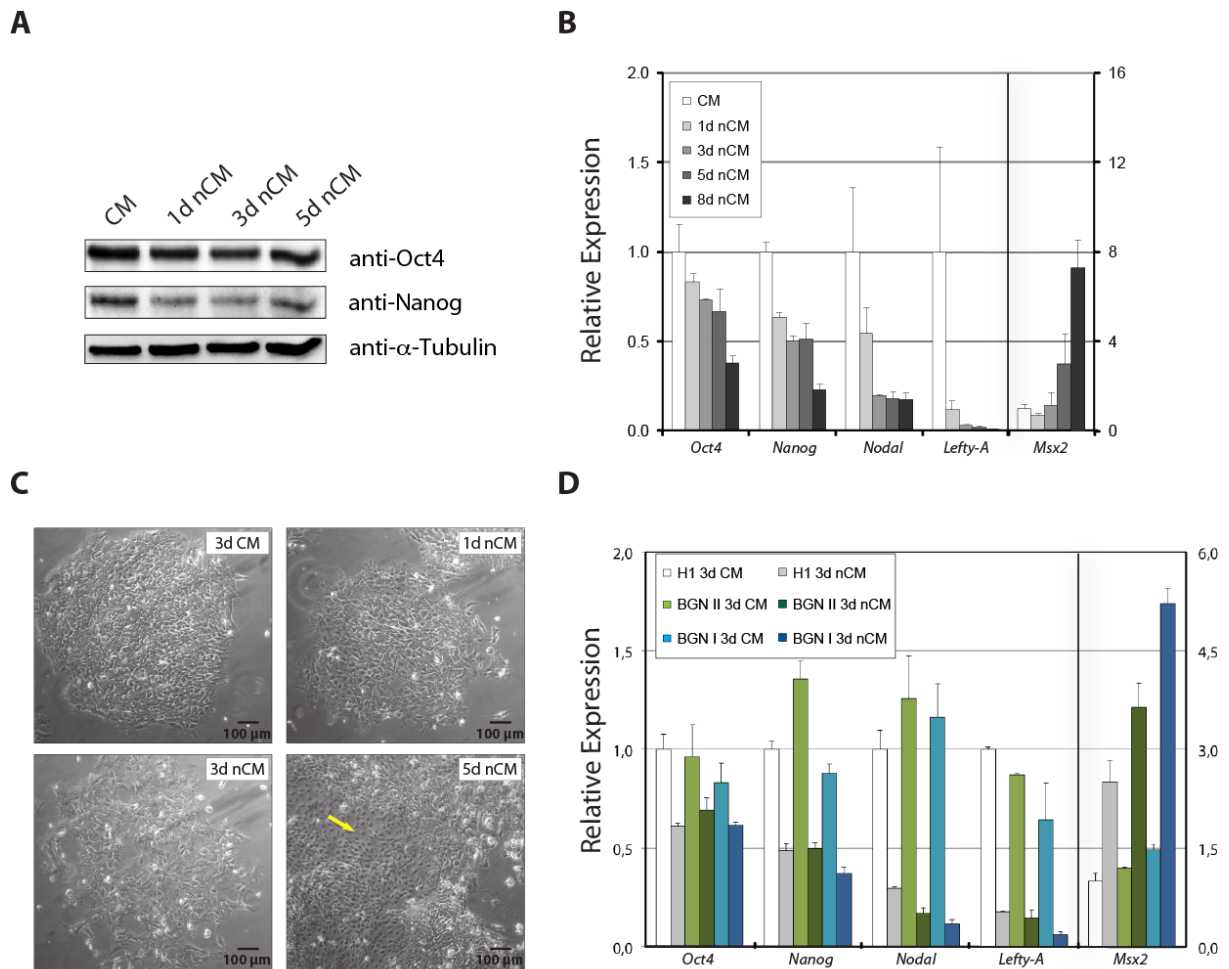 A
CM
1d nCM
3d nCM
5d nCM
anti-Oct4
anti-Nanog
anti-α-Tubulin
B
Relative Expression
2.0
1.5
1.0
0.5
0.0
16
12
8
4
0
CM
1d nCM
3d nCM
5d nCM
8d nCM
Oct4 Nanog Nodal Lefty-A Msx2
C
3d CM
100 µm
1d nCM
100 µm
3d nCM
100 µm
5d nCM
100 µm
D
Relative Expression
2,0
1,5
1,0
0,5
0,0
6,0
4,5
3,0
1,5
0,0
H1 3d CM H1 3d nCM
BGN II 3d CM BGN II 3d nCM
BGN I 3d CM BGN I 3d nCM
Oct4 Nanog Nodal Lefty-A Msx2